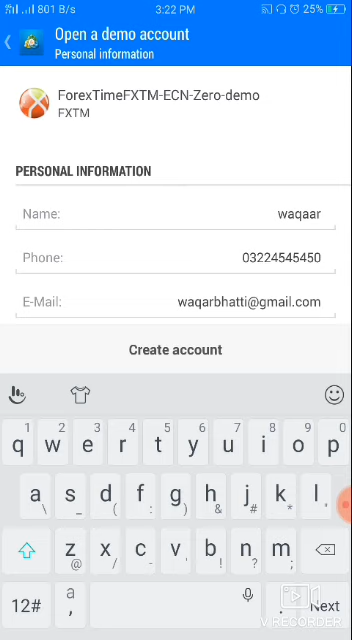 801 B/s 3:22 PM 25%
Open a demo account
Personal information
ForexTimeFXTM-ECN-Zero-demo
FXTM
PERSONAL INFORMATION
Name: waqaar
Phone: 03224545450
E-Mail: waqarbhatti@gmail.com
Create account
1 2 3 4 5 6 7 8 9 0
q w e r t y u i o p
a s d f g h j k l
\ _ ( : ) & # *
z x c v b n m
@ / - ' ! ? ;
12# a , . Next
V RECORDER